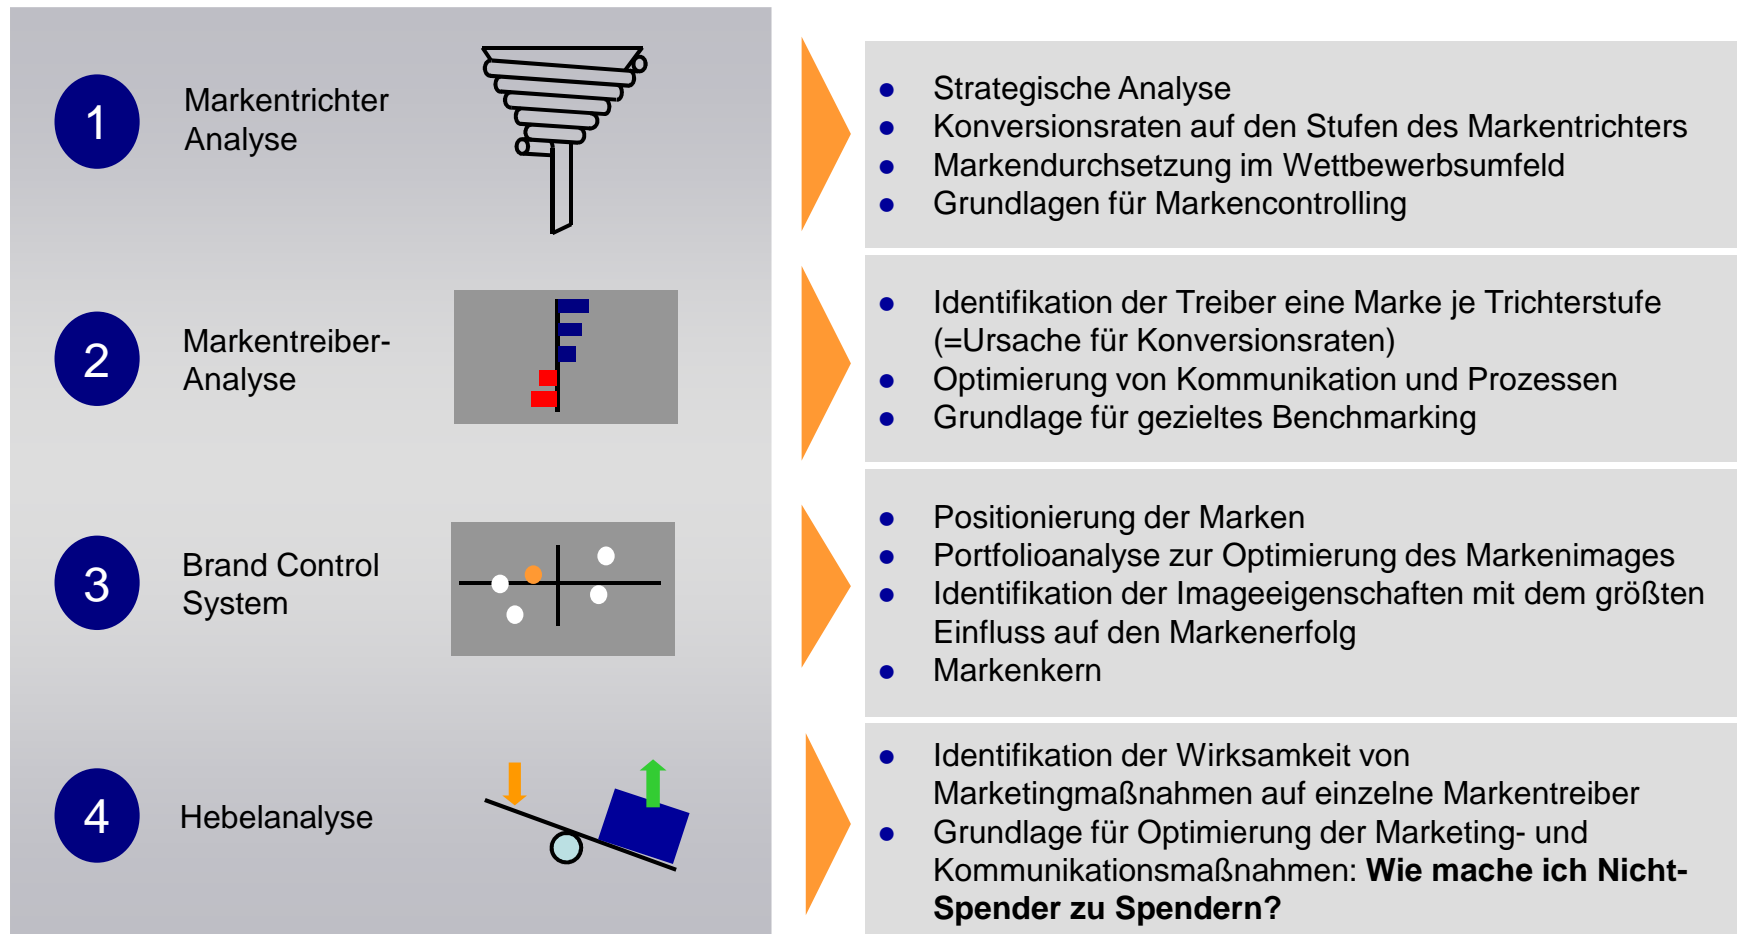 1
Markentrichter
Analyse
● Strategische Analyse
● Konversionsraten auf den Stufen des Markentrichters
● Markendurchsetzung im Wettbewerbsumfeld
● Grundlagen für Markencontrolling
2
Markentreiber-
Analyse
● Identifikation der Treiber eine Marke je Trichterstufe
(=Ursache für Konversionsraten)
● Optimierung von Kommunikation und Prozessen
● Grundlage für gezieltes Benchmarking
3
Brand Control
System
● Positionierung der Marken
● Portfolioanalyse zur Optimierung des Markenimages
● Identifikation der Imageeigenschaften mit dem größten
Einfluss auf den Markenerfolg
● Markenkern
4
Hebelanalyse
● Identifikation der Wirksamkeit von
Marketingmaßnahmen auf einzelne Markentreiber
● Grundlage für Optimierung der Marketing- und
Kommunikationsmaßnahmen: Wie mache ich Nicht-
Spender zu Spendern?